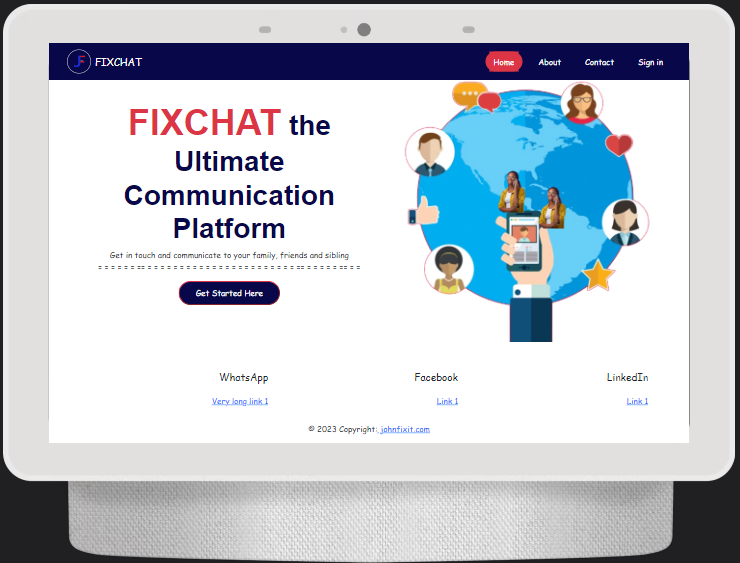 JF FIXCHAT Home About Contact Sign in
FIXCHAT the
Ultimate
Communication
Platform
Get in touch and communicate to your family, friends and sibling
Get Started Here
WhatsApp Facebook LinkedIn
Very long link 1 Link 1 Link 1
© 2023 Copyright: johnfixit.com